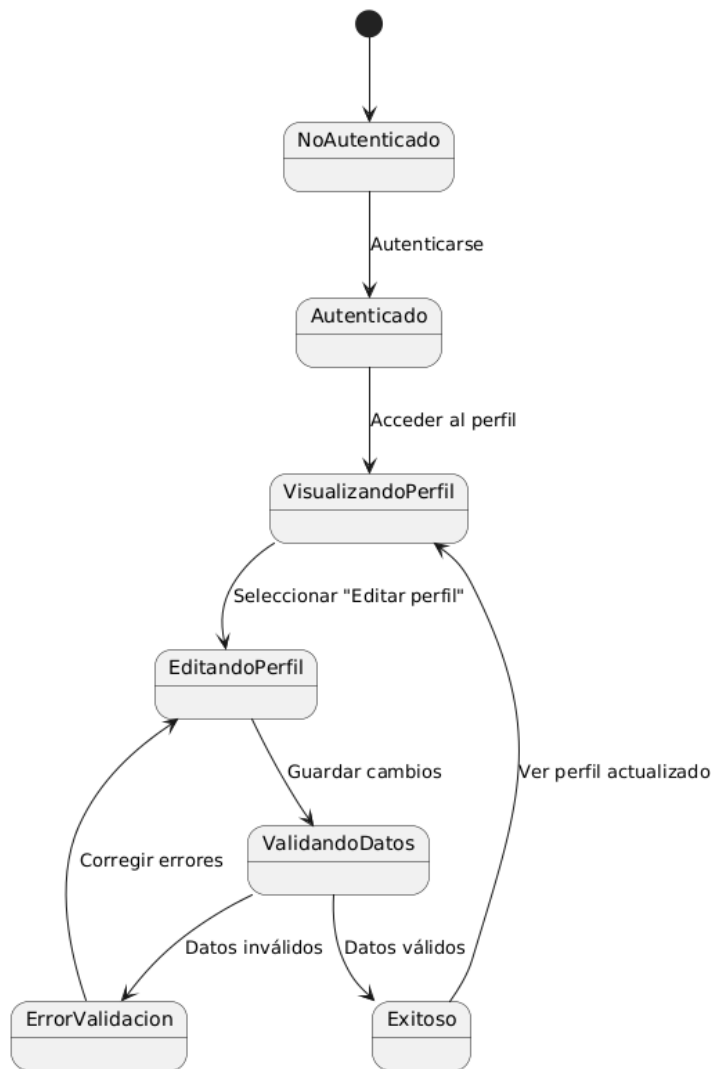 NoAutenticado
Autenticarse
Autenticado
Acceder al perfil
VisualizandoPerfil
Seleccionar "Editar perfil"
EditandoPerfil
Guardar cambios
Ver perfil actualizado
ValidandoDatos
Corregir errores
Datos inválidos
Datos válidos
ErrorValidacion
Exitoso